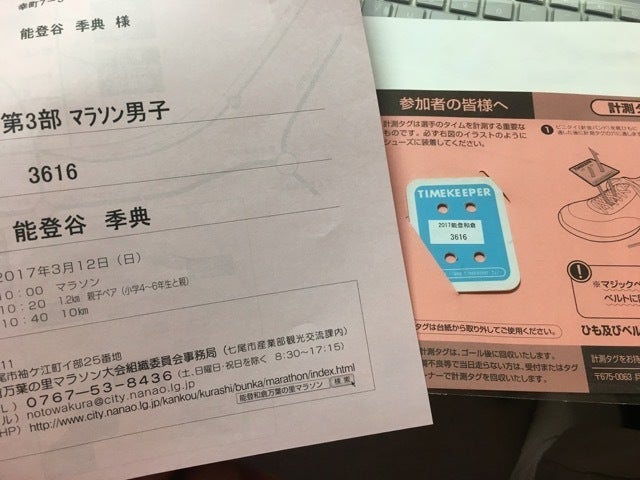 幸町7-3
能登谷 季典 様
第3部 マラソン男子
3616
能登谷 季典
2017年3月12日(日)
10:00 マラソン
10:20 1.2km 親子ペア(小学4~6年生と親)
10:40 10km
11
尾市袖ケ江町イ部25番地
万葉の里マラソン大会組織委員会事務局(七尾市産業部観光交流課内)
EL) 0767-53-8436 (土、日曜日・祝日を除く 8:30~17:15)
notowakura@city.nanao.lg.jp
HP) http://www.city.nanao.lg.jp/kankou/kurashi/bunka/marathon/index.html
能登和倉万葉の里マラソン 検索
参加者の皆様へ
計測タグは選手のタイムを計測する重要な
ものです。必ず右図のイラストのように
シューズに装着してください。
TIMEKEEPER
2017能登和倉
3616
タグは台紙から取り外してご使用ください。
計測タグは、ゴール後に回収いたします。
計測タ
1
!
※マジックペ
ベルトに
ひも及びベル
計測タグをお持
〒675-0063